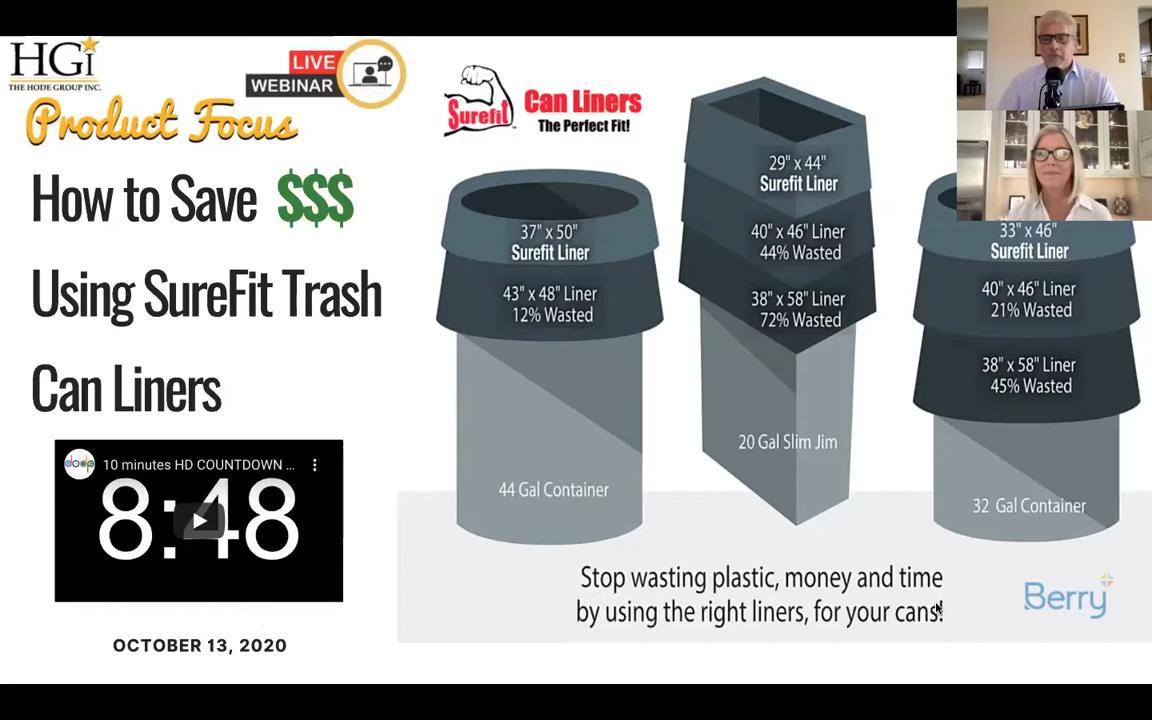 HGi
THE HODE GROUP INC.
LIVE
WEBINAR
Product Focus
How to Save $$$
Using SureFit Trash
Can Liners
doop
10 minutes HD COUNTDOWN ...
8:48
OCTOBER 13, 2020
Surefit
Can Liners
The Perfect Fit!
37" x 50"
Surefit Liner
43" x 48" Liner
12% Wasted
44 Gal Container
29" x 44"
Surefit Liner
40" x 46" Liner
44% Wasted
38" x 58" Liner
72% Wasted
20 Gal Slim Jim
33" x 46"
Surefit Liner
40" x 46" Liner
21% Wasted
38" x 58" Liner
45% Wasted
32 Gal Container
Stop wasting plastic, money and time
by using the right liners, for your cans!
Berry